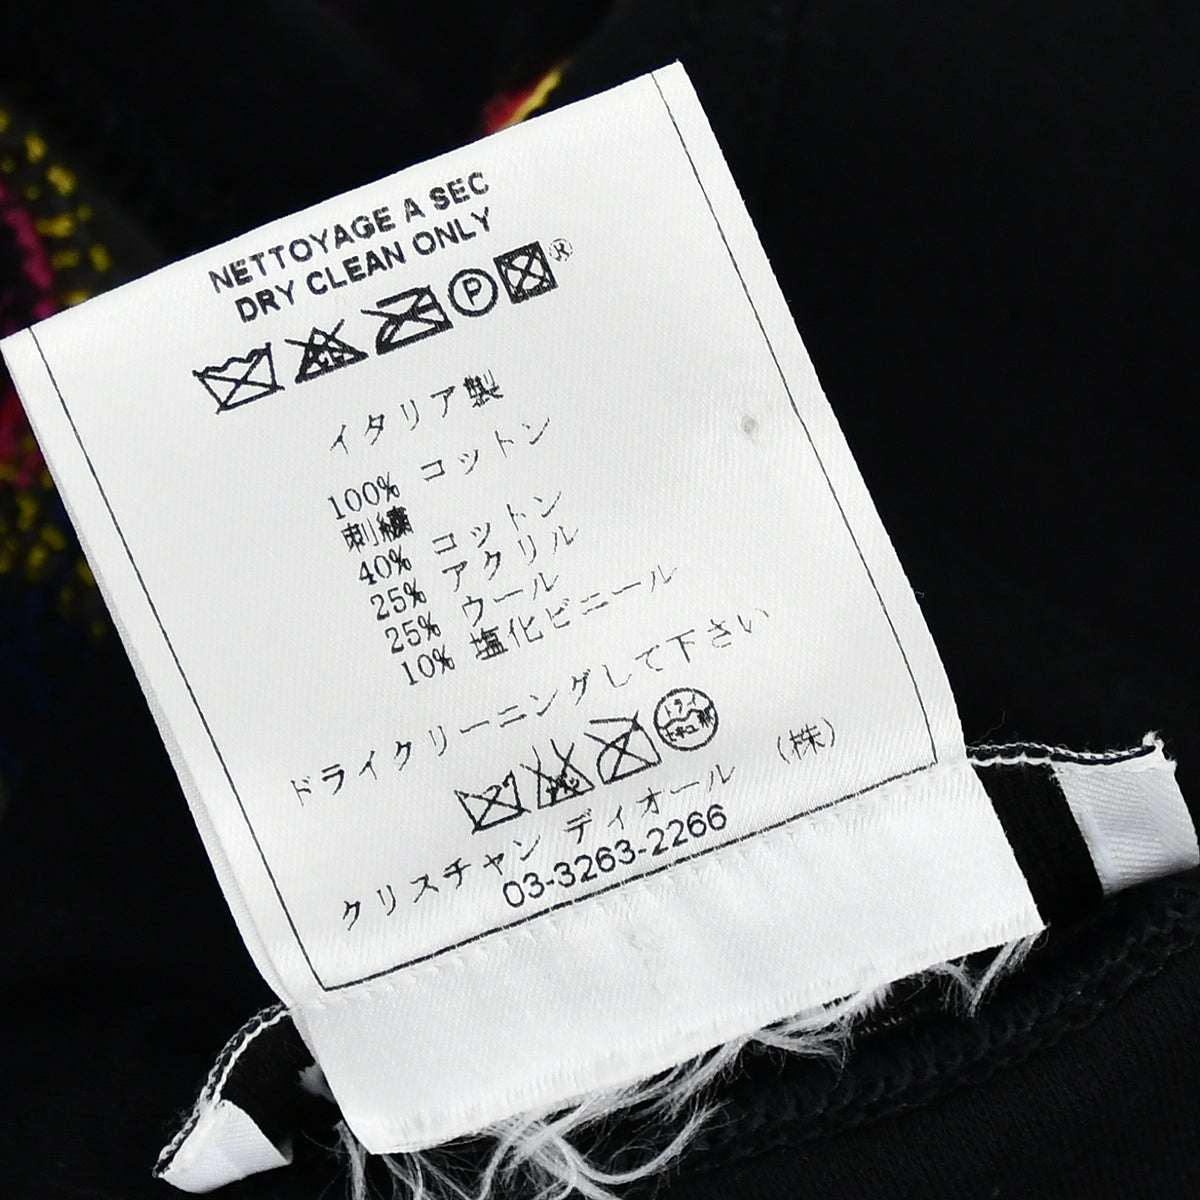 NETTOYAGE A SEC
DRY CLEAN ONLY
P ®
イタリア製
100% コットン
刺繍
40% コットン
25% アクリル
25% ウール
10% 塩化ビニール
ドライクリーニングして下さい
クリスチャン ディオール (株)
03-3263-2266